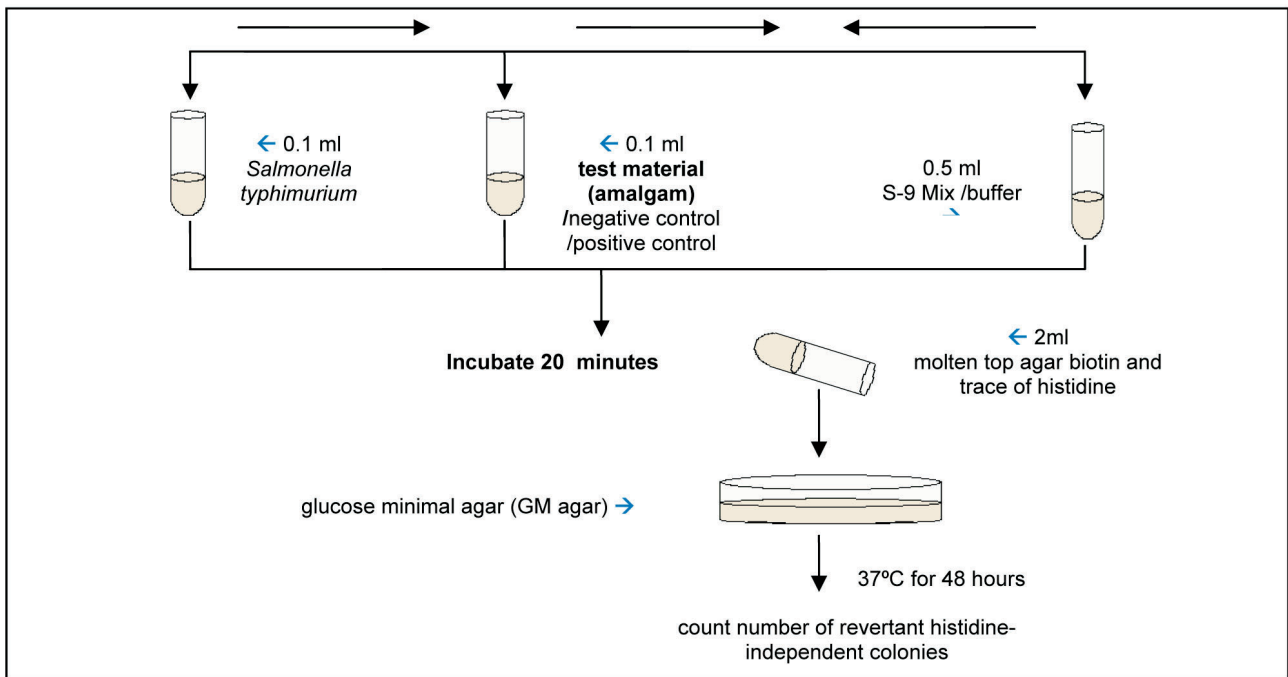 ← 0.1 ml
Salmonella
typhimurium
← 0.1 ml
test material
(amalgam)
/negative control
/positive control
0.5 ml
S-9 Mix /buffer
→
Incubate 20 minutes
← 2ml
molten top agar biotin and
trace of histidine
glucose minimal agar (GM agar) →
37ºC for 48 hours
count number of revertant histidine-
independent colonies